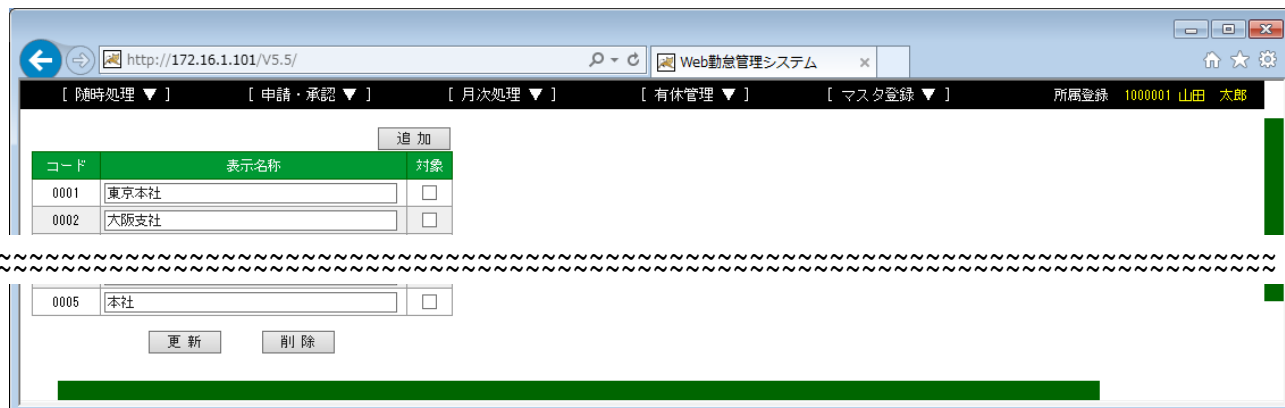 http://172.16.1.101/V5.5/
Web勤怠管理システム
[ 随時処理 ▼ ] [ 申請・承認 ▼ ] [ 月次処理 ▼ ] [ 有休管理 ▼ ] [ マスタ登録 ▼ ] 所属登録 1000001 山田 太郎
追 加
コード 表示名称 対象
0001 東京本社
0002 大阪支社
0005 本社
更 新 削 除